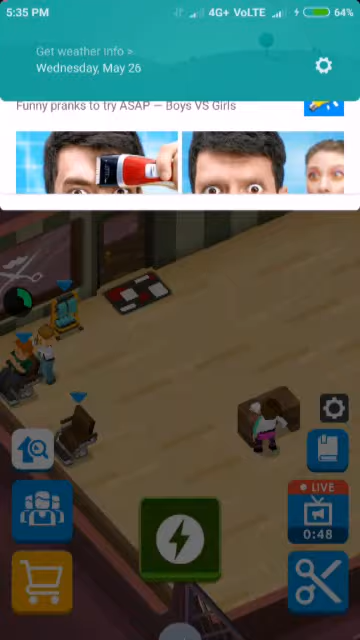 5:35 PM
4G+ VoLTE
64%
Get weather info >
Wednesday, May 26
Funny pranks to try ASAP — Boys VS Girls
LIVE
0:48